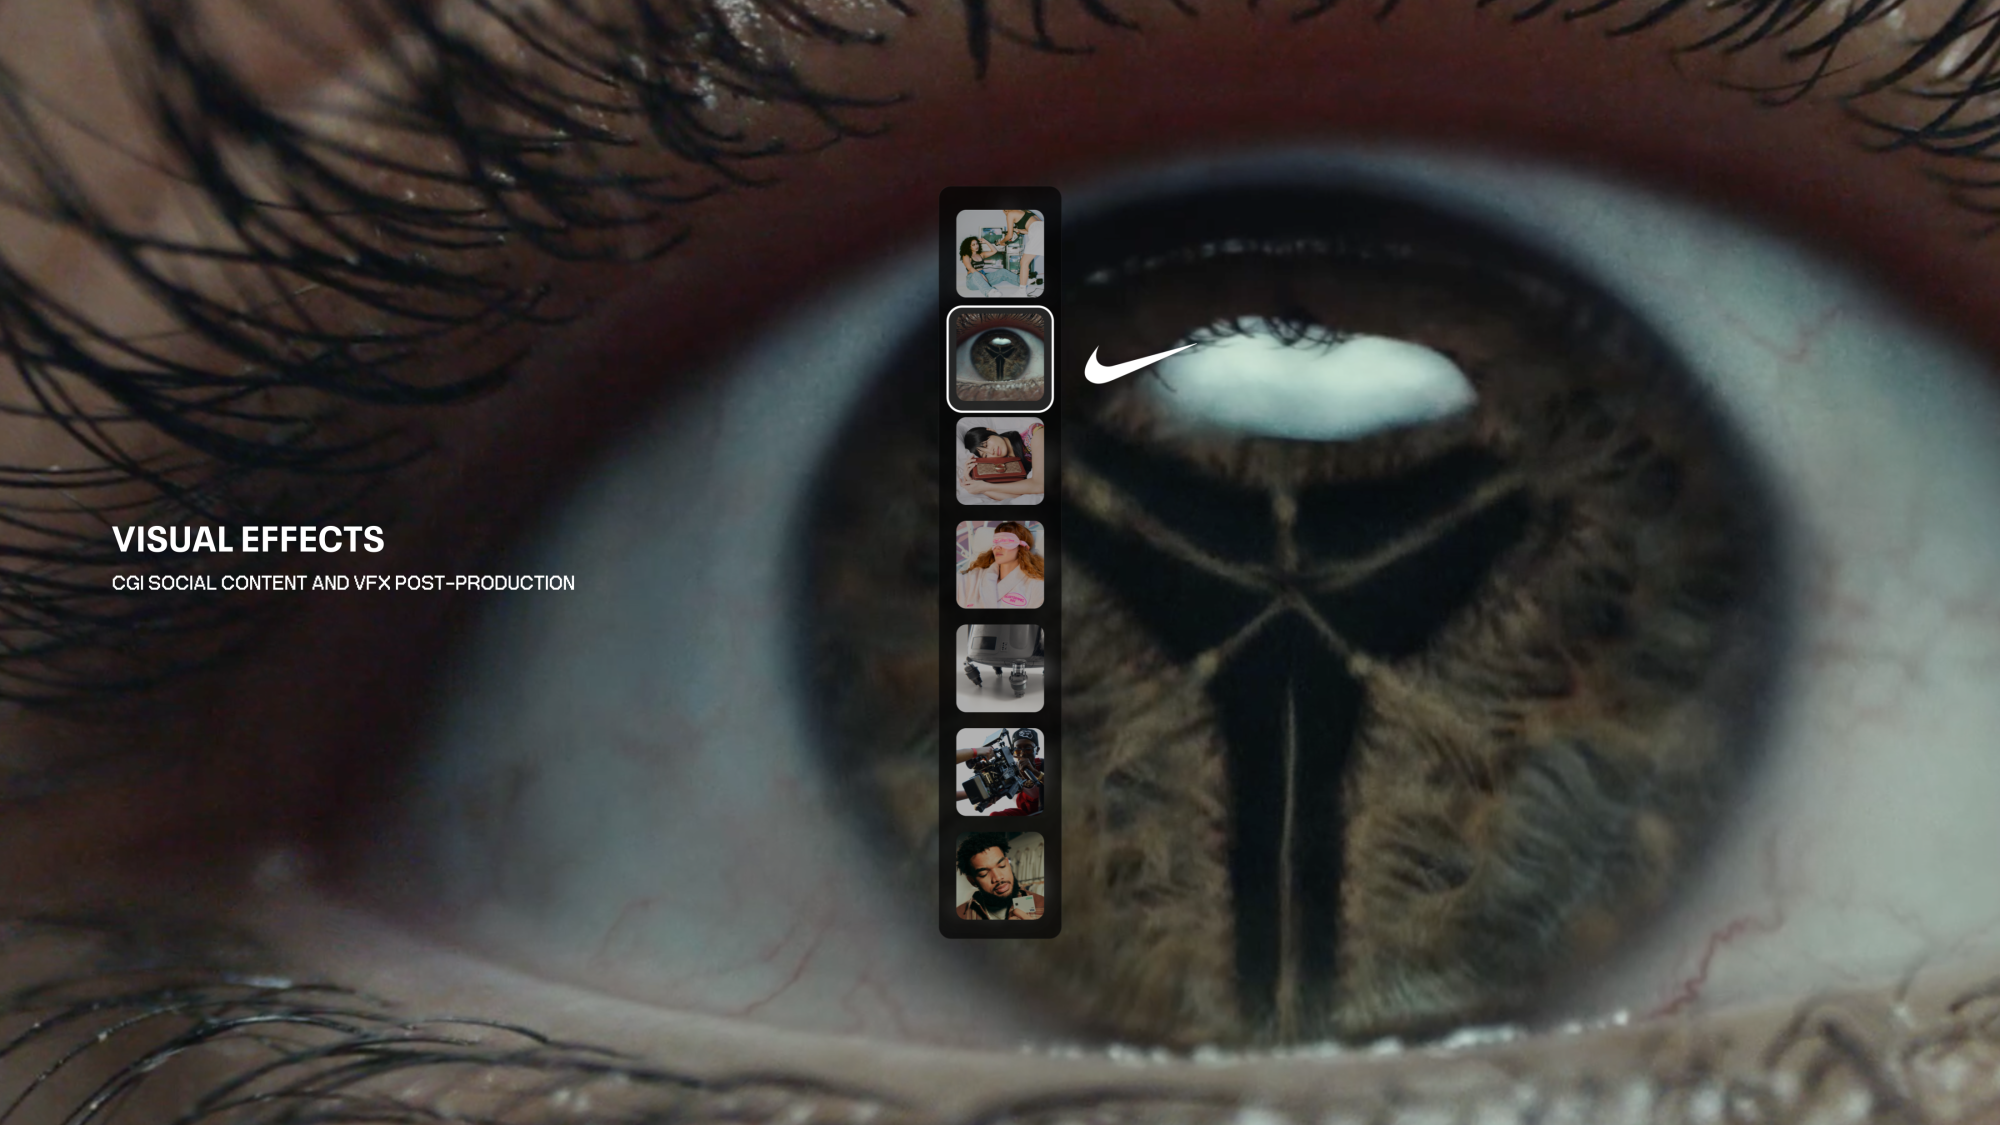 VISUAL EFFECTS
CGI SOCIAL CONTENT AND VFX POST-PRODUCTION